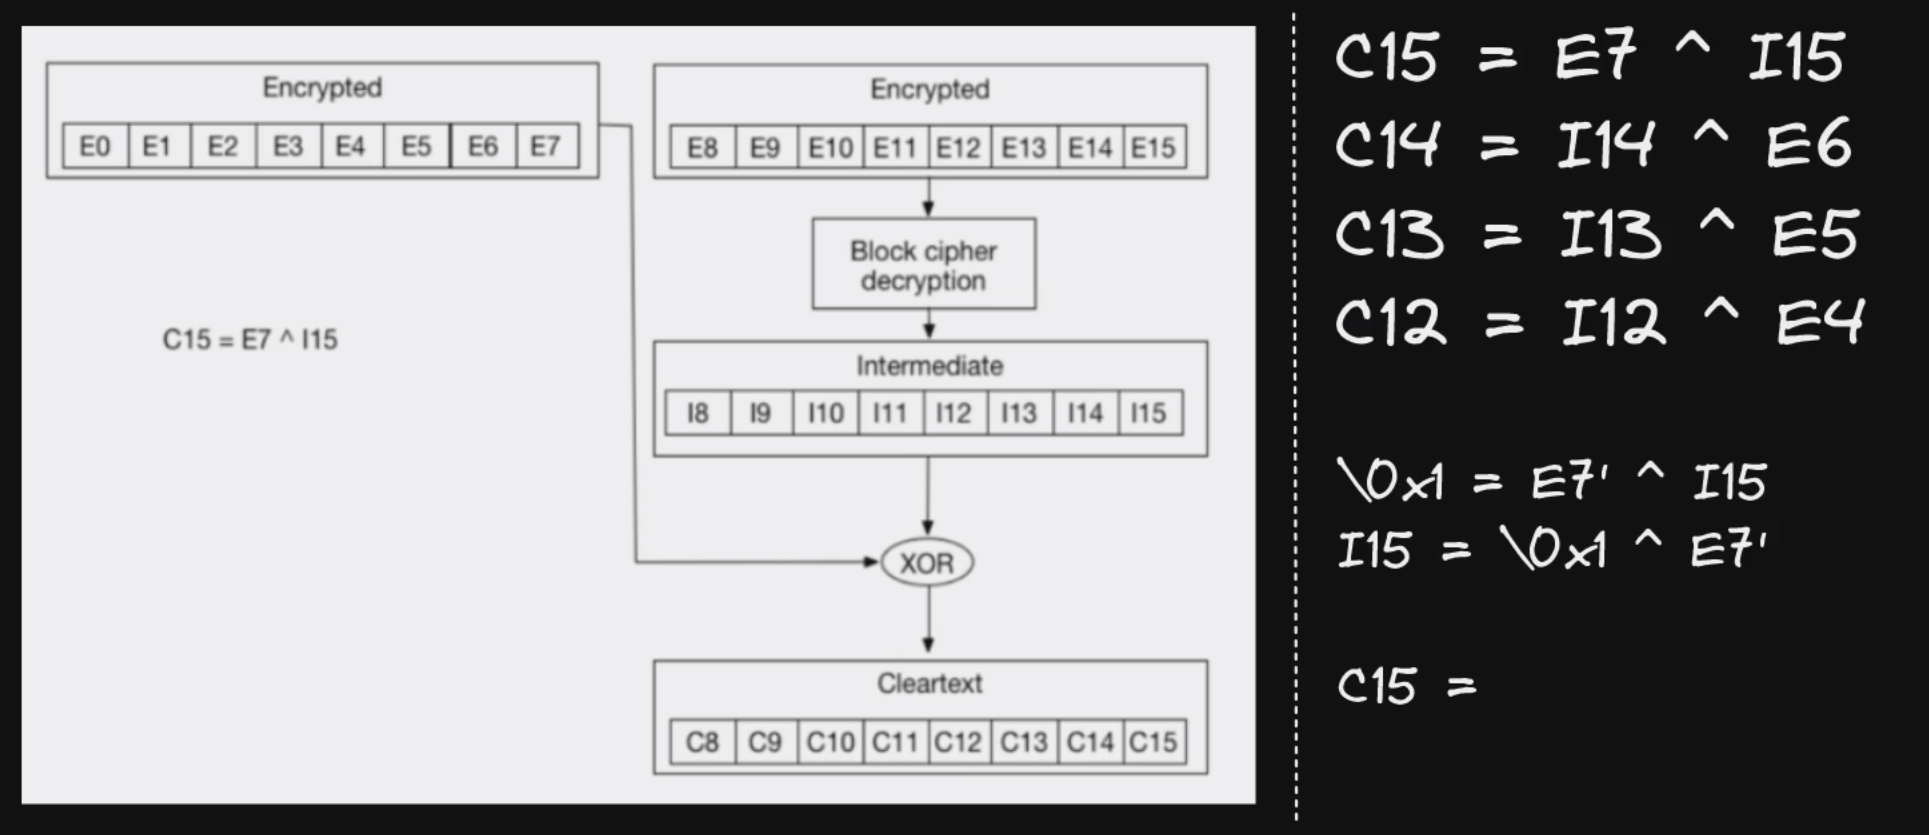 Encrypted
E0 E1 E2 E3 E4 E5 E6 E7
Encrypted
E8 E9 E10 E11 E12 E13 E14 E15
Block cipher
decryption
C15 = E7 ^ I15
Intermediate
I8 I9 I10 I11 I12 I13 I14 I15
XOR
Cleartext
C8 C9 C10 C11 C12 C13 C14 C15
C15 = E7 ^ I15
C14 = I14 ^ E6
C13 = I13 ^ E5
C12 = I12 ^ E4
\0x1 = E7' ^ I15
I15 = \0x1 ^ E7'
C15 =